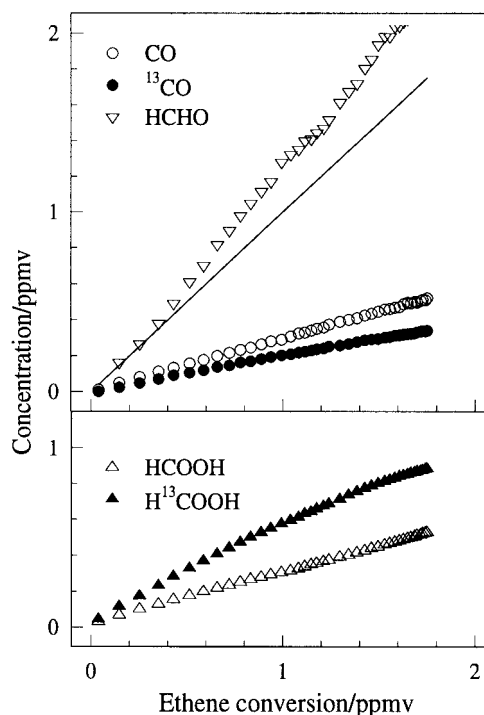 2
CO
¹³CO
HCHO
1
0
Concentration/ppmv
1
HCOOH
H¹³COOH
0
0 1 2
Ethene conversion/ppmv